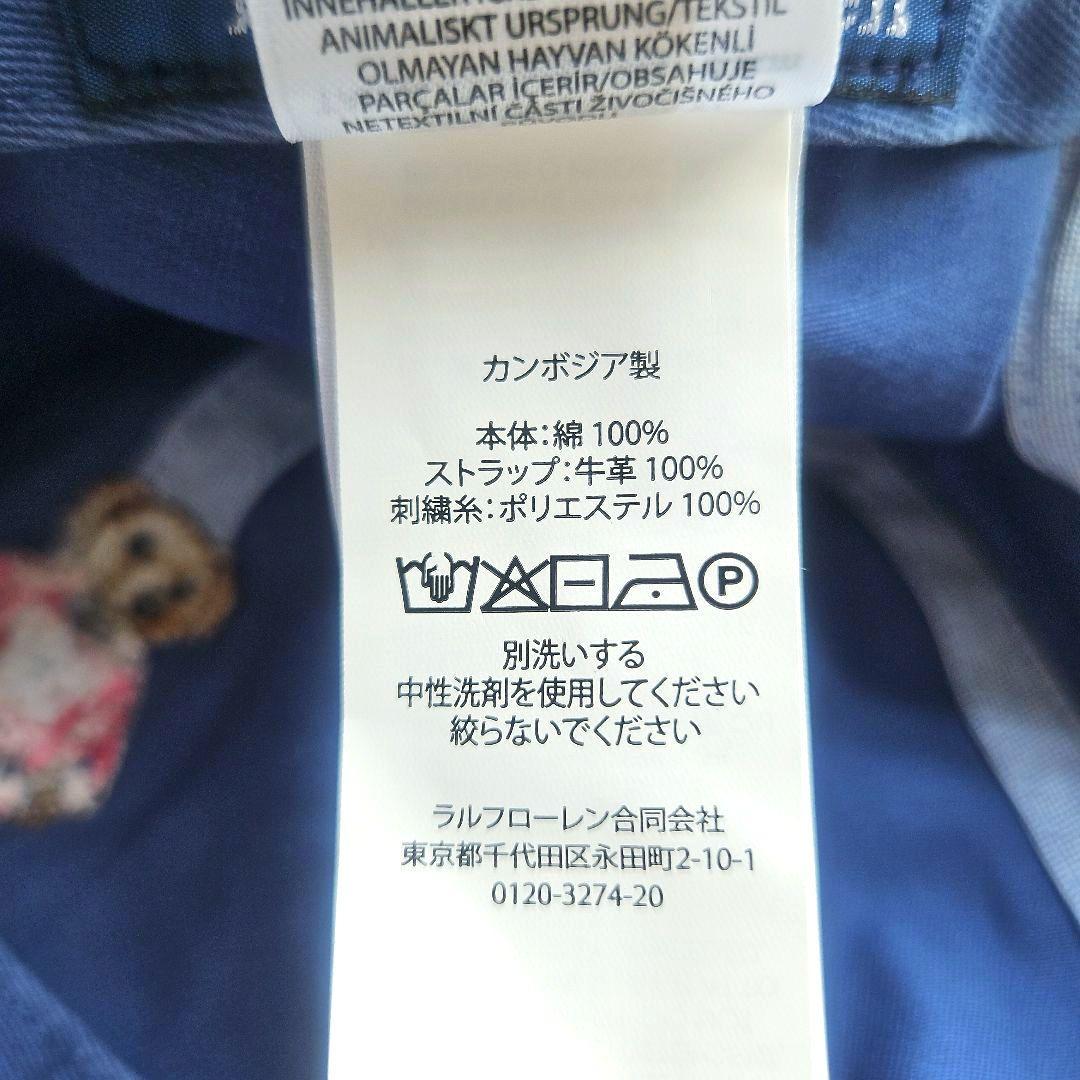 ANIMALISKT URSPRUNG/TEKSTİL
OLMAYAN HAYVAN KÖKENLİ
PARÇALAR İÇERİR/OBSAHUJE
NETEXTILNÍ ČÁSTI ŽIVOČIŠNÉHO
カンボジア製
本体：綿 100%
ストラップ：牛革 100%
刺繍糸：ポリエステル 100%
P
別洗いする
中性洗剤を使用してください
絞らないでください
ラルフローレン合同会社
東京都千代田区永田町2-10-1
0120-3274-20